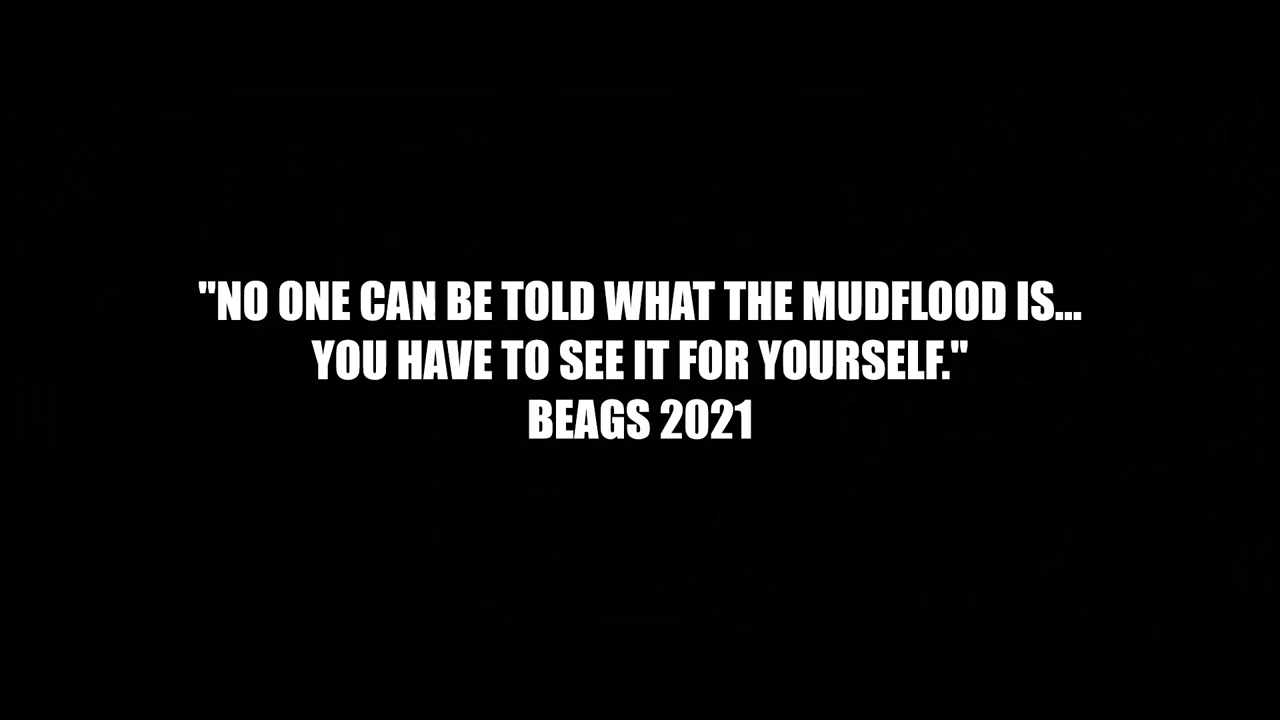 "NO ONE CAN BE TOLD WHAT THE MUDFLOOD IS...
YOU HAVE TO SEE IT FOR YOURSELF."
BEAGS 2021